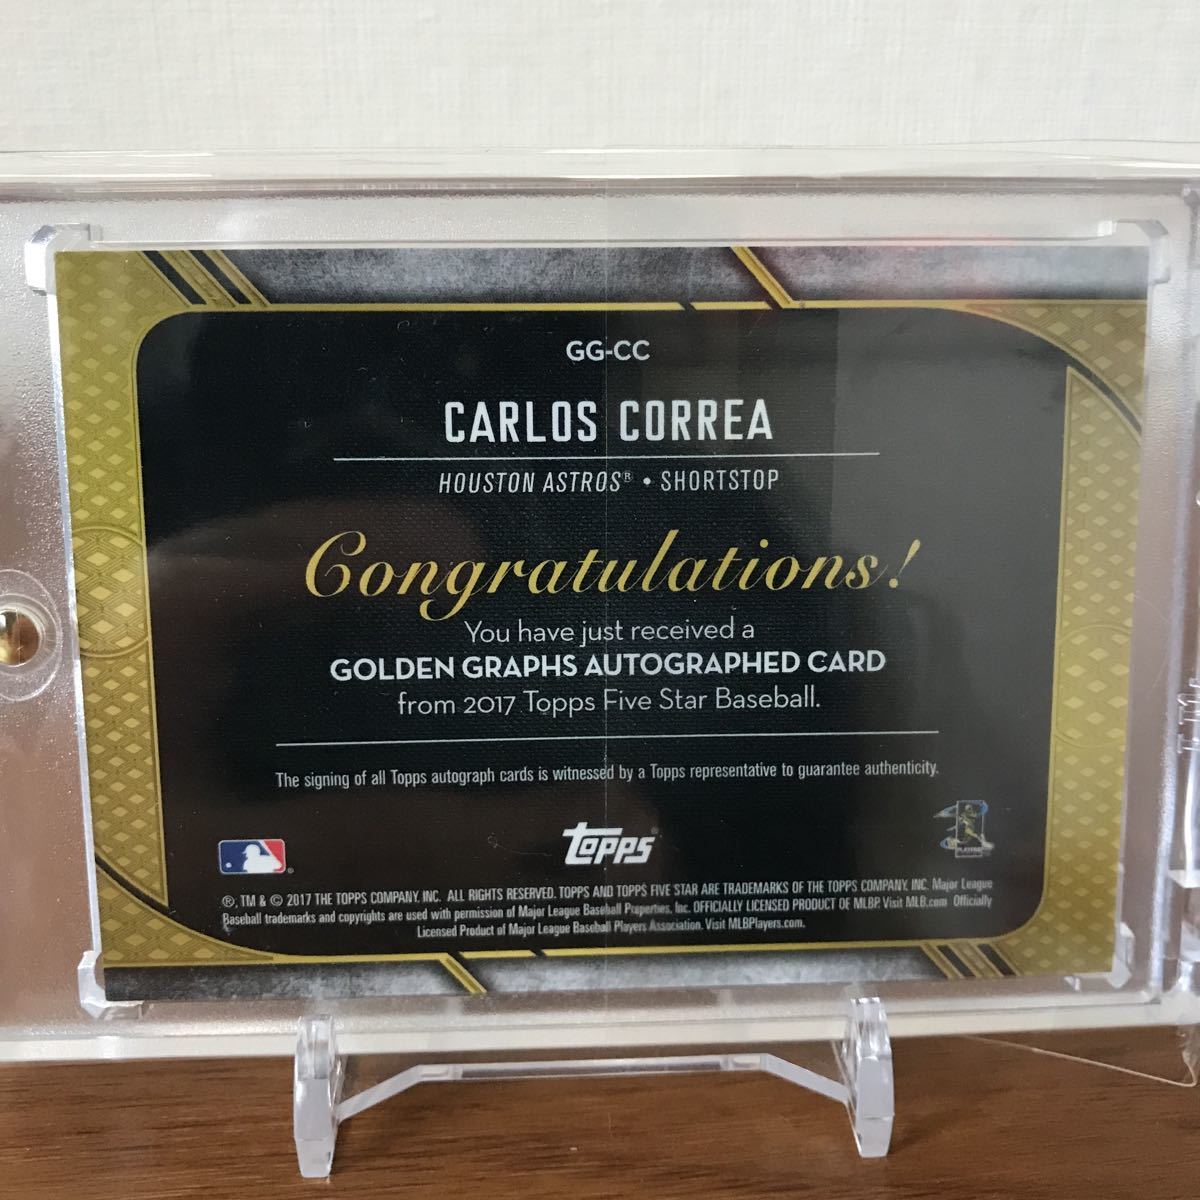 GG-CC
CARLOS CORREA
HOUSTON ASTROS® • SHORTSTOP
Congratulations!
You have just received a
GOLDEN GRAPHS AUTOGRAPHED CARD
from 2017 Topps Five Star Baseball.
The signing of all Topps autograph cards is witnessed by a Topps representative to guarantee authenticity.
Topps®
PLAYERS
®, TM & © 2017 THE TOPPS COMPANY, INC. ALL RIGHTS RESERVED. TOPPS AND TOPPS FIVE STAR ARE TRADEMARKS OF THE TOPPS COMPANY, INC. Major League
Baseball trademarks and copyrights are used with permission of Major League Baseball Properties, Inc. OFFICIALLY LICENSED PRODUCT OF MLBP. Visit MLB.com Officially
Licensed Product of Major League Baseball Players Association. Visit MLBPlayers.com.